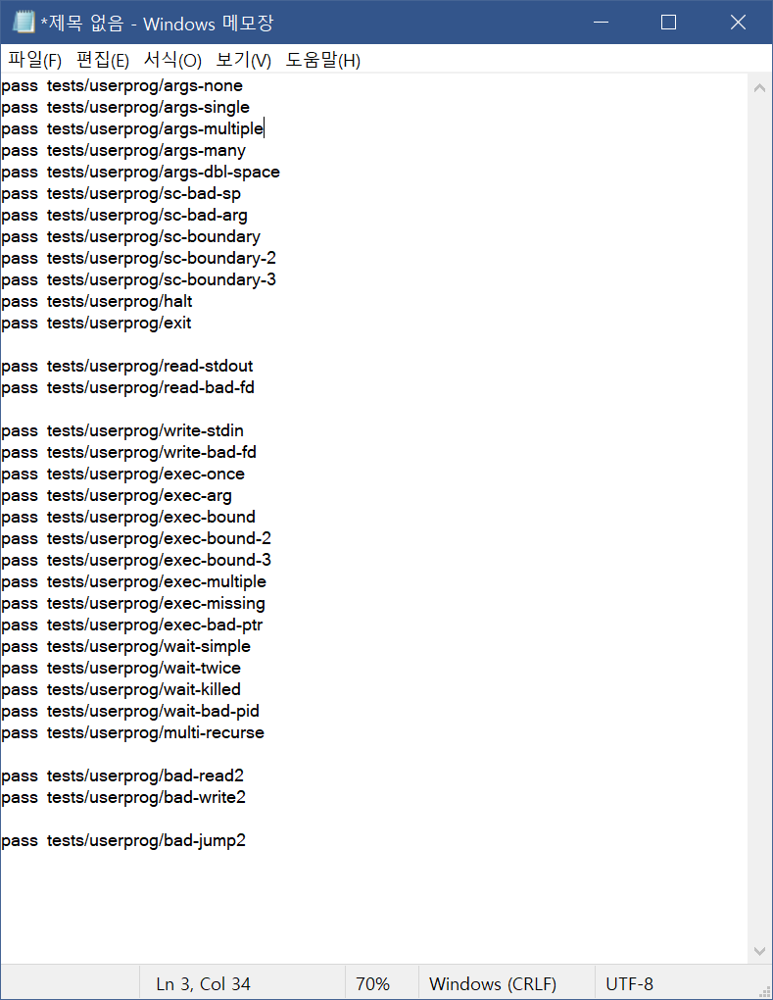 *제목 없음 - Windows 메모장
파일(F) 편집(E) 서식(O) 보기(V) 도움말(H)
pass tests/userprog/args-none
pass tests/userprog/args-single
pass tests/userprog/args-multiple
pass tests/userprog/args-many
pass tests/userprog/args-dbl-space
pass tests/userprog/sc-bad-sp
pass tests/userprog/sc-bad-arg
pass tests/userprog/sc-boundary
pass tests/userprog/sc-boundary-2
pass tests/userprog/sc-boundary-3
pass tests/userprog/halt
pass tests/userprog/exit
pass tests/userprog/read-stdout
pass tests/userprog/read-bad-fd
pass tests/userprog/write-stdin
pass tests/userprog/write-bad-fd
pass tests/userprog/exec-once
pass tests/userprog/exec-arg
pass tests/userprog/exec-bound
pass tests/userprog/exec-bound-2
pass tests/userprog/exec-bound-3
pass tests/userprog/exec-multiple
pass tests/userprog/exec-missing
pass tests/userprog/exec-bad-ptr
pass tests/userprog/wait-simple
pass tests/userprog/wait-twice
pass tests/userprog/wait-killed
pass tests/userprog/wait-bad-pid
pass tests/userprog/multi-recurse
pass tests/userprog/bad-read2
pass tests/userprog/bad-write2
pass tests/userprog/bad-jump2
Ln 3, Col 34 70% Windows (CRLF) UTF-8